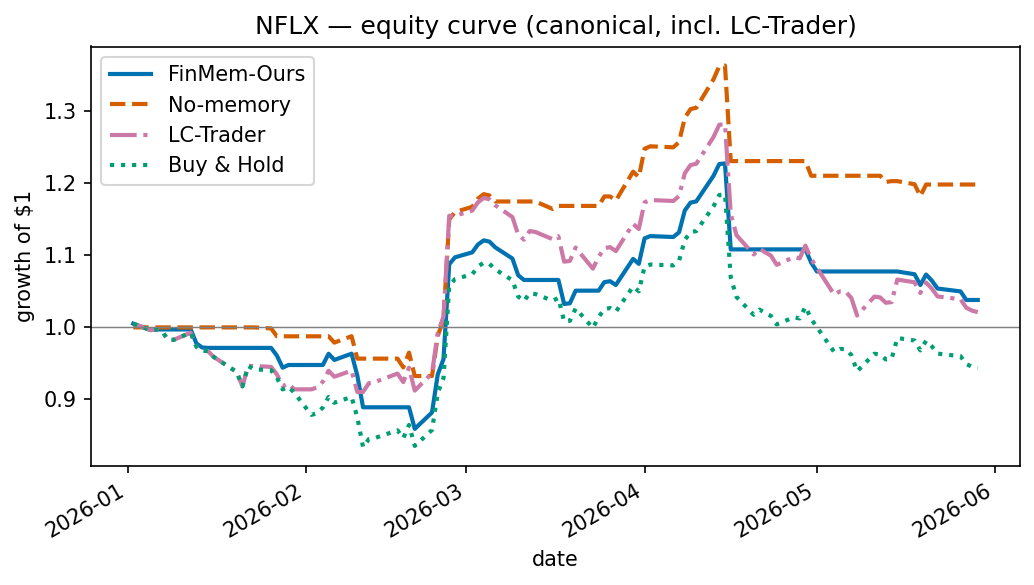 NFLX — equity curve (canonical, incl. LC-Trader)
FinMem-Ours
No-memory
LC-Trader
Buy & Hold
growth of $1
1.3
1.2
1.1
1.0
0.9
2026-01
2026-02
2026-03
2026-04
2026-05
2026-06
date